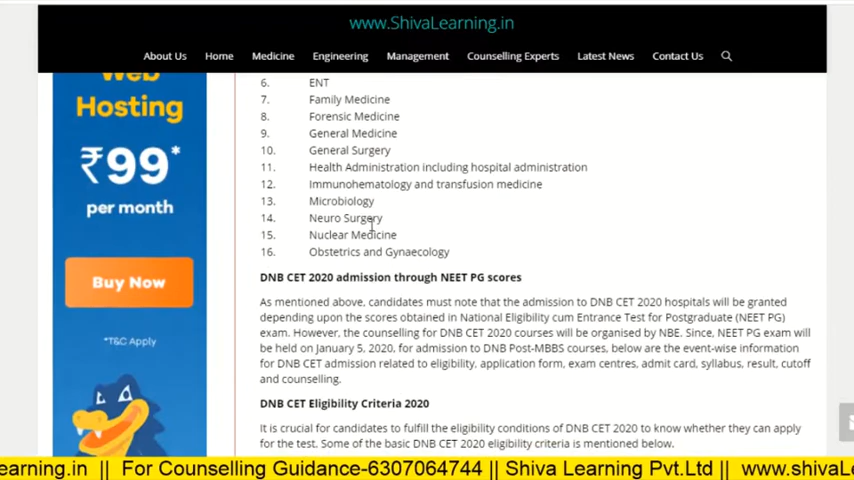 www.ShivaLearning.in
About Us Home Medicine Engineering Management Counselling Experts Latest News Contact Us
Web
Hosting
₹99*
per month
Buy Now
*T&C Apply
6. ENT
7. Family Medicine
8. Forensic Medicine
9. General Medicine
10. General Surgery
11. Health Administration including hospital administration
12. Immunohematology and transfusion medicine
13. Microbiology
14. Neuro Surgery
15. Nuclear Medicine
16. Obstetrics and Gynaecology
DNB CET 2020 admission through NEET PG scores
As mentioned above, candidates must note that the admission to DNB CET 2020 hospitals will be granted
depending upon the scores obtained in National Eligibility cum Entrance Test for Postgraduate (NEET PG)
exam. However, the counselling for DNB CET 2020 courses will be organised by NBE. Since, NEET PG exam will
be held on January 5, 2020, for admission to DNB Post-MBBS courses, below are the event-wise information
for DNB CET admission related to eligibility, application form, exam centres, admit card, syllabus, result, cutoff
and counselling.
DNB CET Eligibility Criteria 2020
It is crucial for candidates to fulfill the eligibility conditions of DNB CET 2020 to know whether they can apply
for the test. Some of the basic DNB CET 2020 eligibility criteria is mentioned below.
earning.in || For Counselling Guidance-6307064744 || Shiva Learning Pvt.Ltd || www.shivaLe